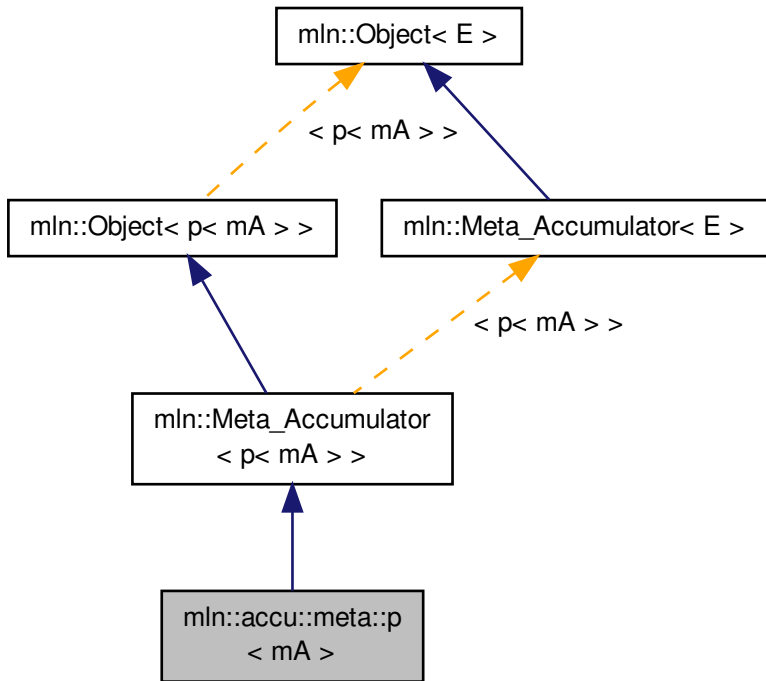 mln::Object< E >
< p< mA > >
mln::Object< p< mA > >
mln::Meta_Accumulator< E >
< p< mA > >
mln::Meta_Accumulator
< p< mA > >
mln::accu::meta::p
< mA >